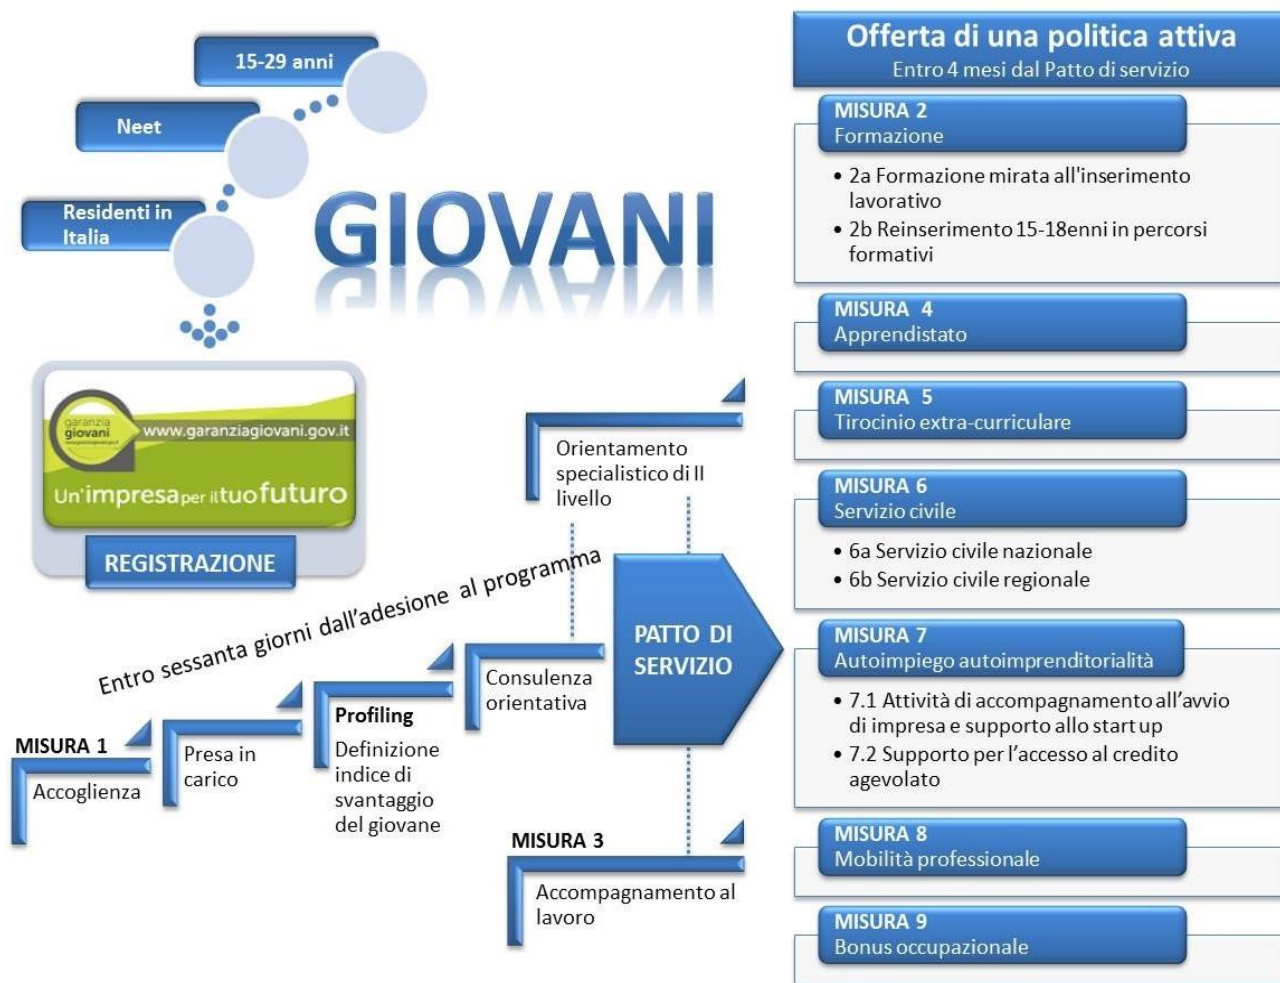 15-29 anni
Neet
Residenti in
Italia
GIOVANI
garanzia
giovani
www.garanziagiovani.gov.it
Un'impresa per il tuo futuro
REGISTRAZIONE
Entro sessanta giorni dall'adesione al programma
MISURA 1
Accoglienza
Presa in
carico
Profiling
Definizione
indice di
svantaggio
del giovane
Consulenza
orientativa
Orientamento
specialistico di II
livello
PATTO DI
SERVIZIO
MISURA 3
Accompagnamento al
lavoro
Offerta di una politica attiva
Entro 4 mesi dal Patto di servizio
MISURA 2
Formazione
• 2a Formazione mirata all'inserimento
lavorativo
• 2b Reinserimento 15-18enni in percorsi
formativi
MISURA 4
Apprendistato
MISURA 5
Tirocinio extra-curriculare
MISURA 6
Servizio civile
• 6a Servizio civile nazionale
• 6b Servizio civile regionale
MISURA 7
Autoimpiego autoimprenditorialità
• 7.1 Attività di accompagnamento all'avvio
di impresa e supporto allo start up
• 7.2 Supporto per l'accesso al credito
agevolato
MISURA 8
Mobilità professionale
MISURA 9
Bonus occupazionale